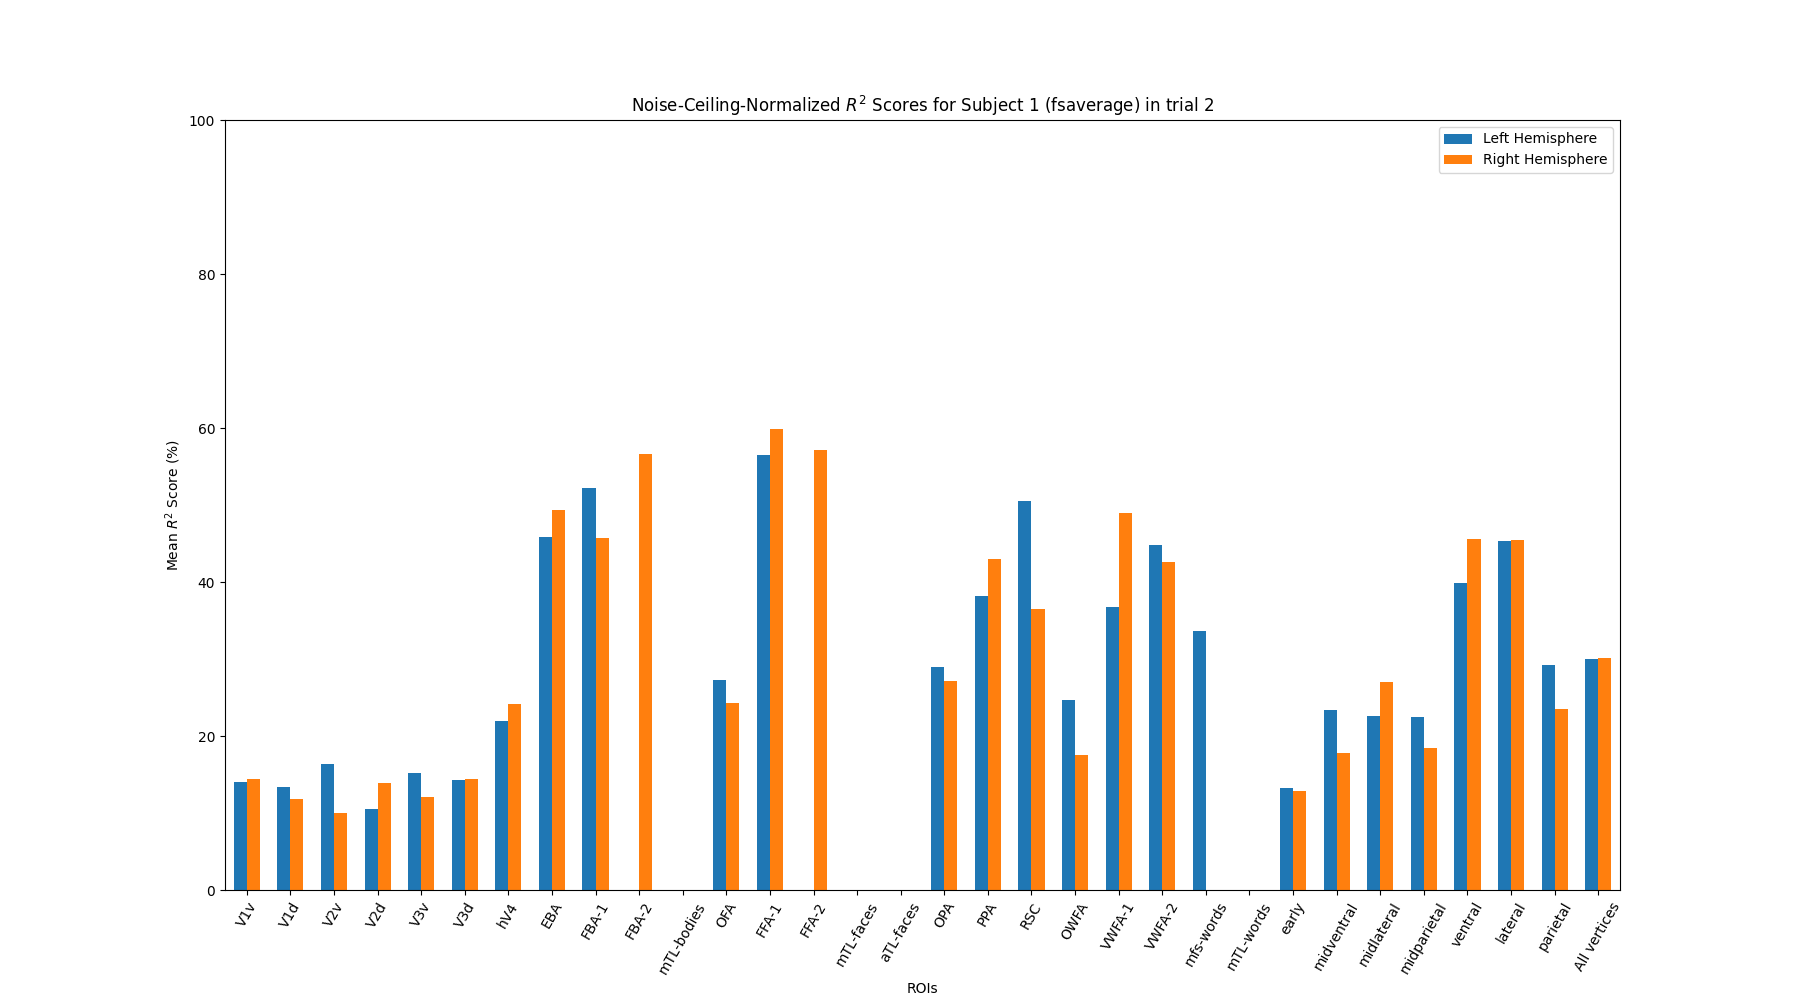 Noise-Ceiling-Normalized R² Scores for Subject 1 (fsaverage) in trial 2
Left Hemisphere
Right Hemisphere
100
80
60
40
20
0
Mean R² Score (%)
V1v
V1d
V2v
V2d
V3v
V3d
hV4
EBA
FBA-1
FBA-2
mTL-bodies
OFA
FFA-1
FFA-2
mTL-faces
aTL-faces
OPA
PPA
RSC
OWFA
VWFA-1
VWFA-2
mfs-words
mTL-words
early
midventral
midlateral
midparietal
ventral
lateral
parietal
All vertices
ROIs